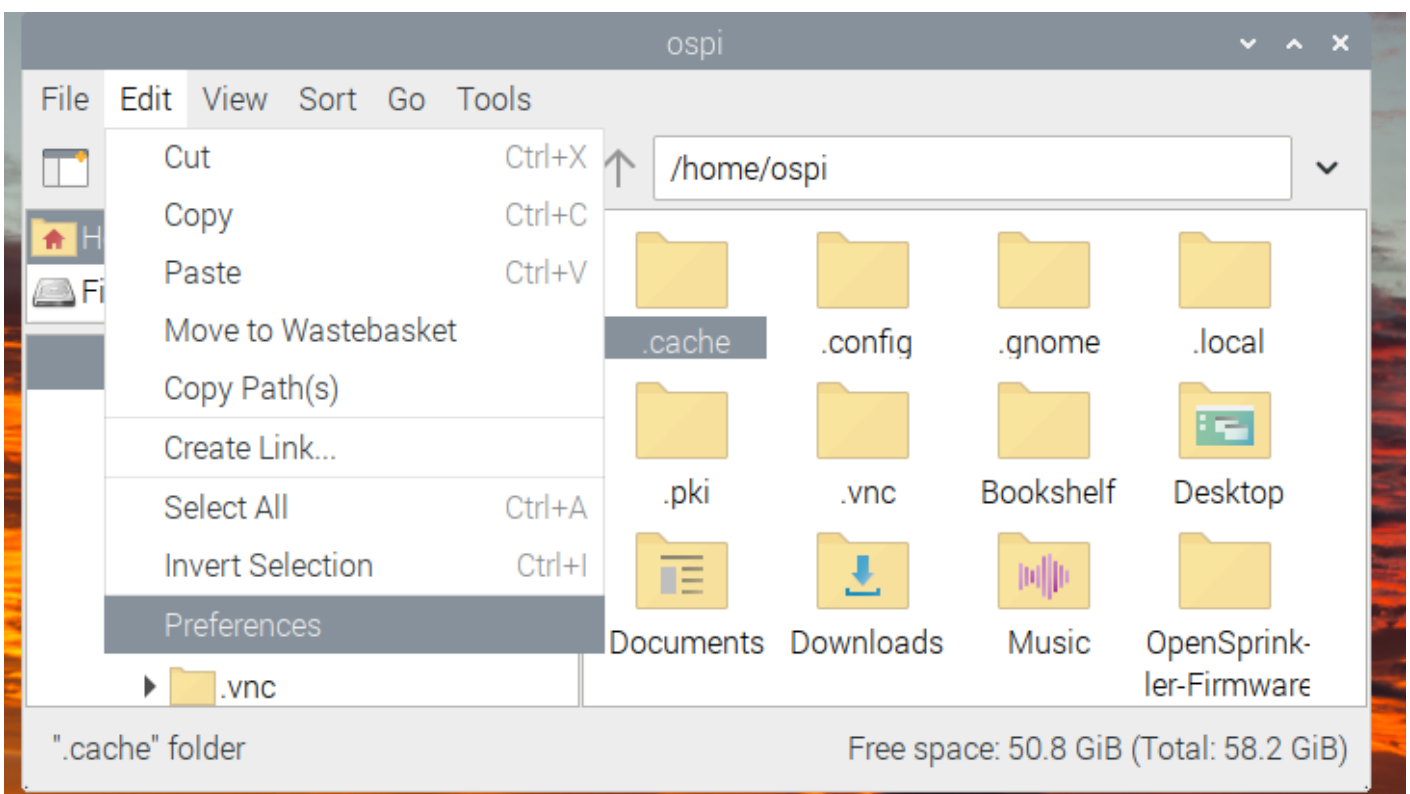 ospi
File Edit View Sort Go Tools
Cut Ctrl+X
Copy Ctrl+C
Paste Ctrl+V
Move to Wastebasket
Copy Path(s)
Create Link...
Select All Ctrl+A
Invert Selection Ctrl+I
Preferences
/home/ospi
H
Fi
.vnc
.cache .config .gnome .local
.pki .vnc Bookshelf Desktop
Documents Downloads Music OpenSprink-
ler-Firmware
".cache" folder Free space: 50.8 GiB (Total: 58.2 GiB)